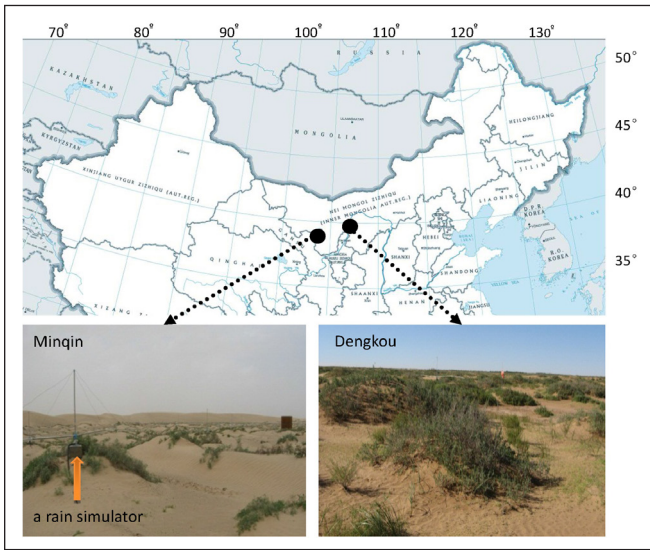 70° 80° 90° 100° 110° 120° 130°
50°
45°
40°
35°
RUSSIA
KAZAKHSTAN
MONGOLIA
HEILONGJIANG
KYRGYZSTAN
JILIN
XINJIANG UYGUR ZIZHIQU (AUT.REG.)
NEI MONGOL ZIZHIQU
(INNER MONGOLIA AUT.REG.)
LIAONING
D.P.R.
KOREA
HEBEI
R.O.
KOREA
SHANXI
QINGHAI
SHANDONG
SHAANXI
HENAN
JIANGSU
XIZANG
Minqin
Dengkou
a rain simulator